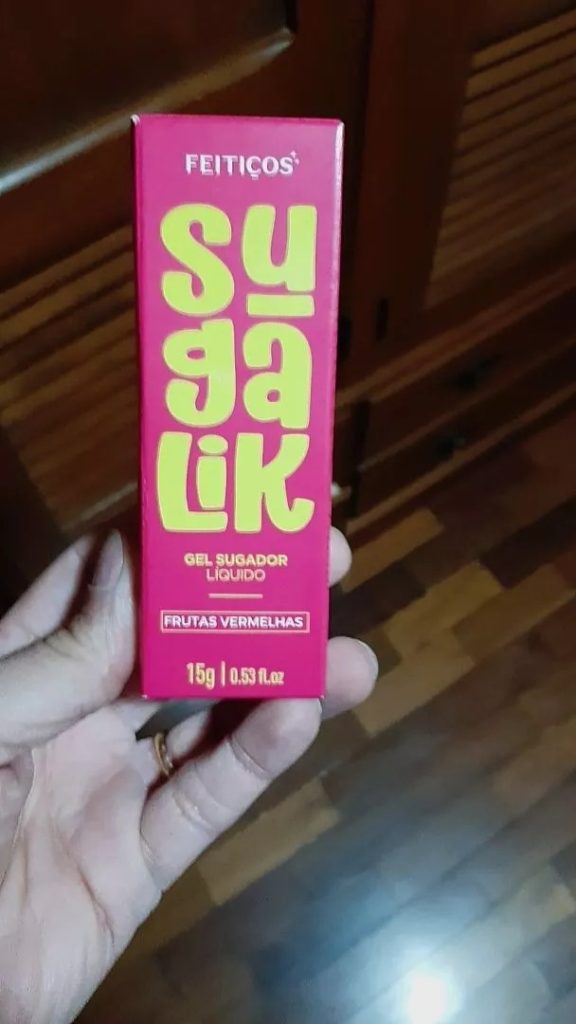 FEITIÇOS
su
ga
Lik
GEL SUGADOR
LÍQUIDO
FRUTAS VERMELHAS
15g | 0.53 fl.oz